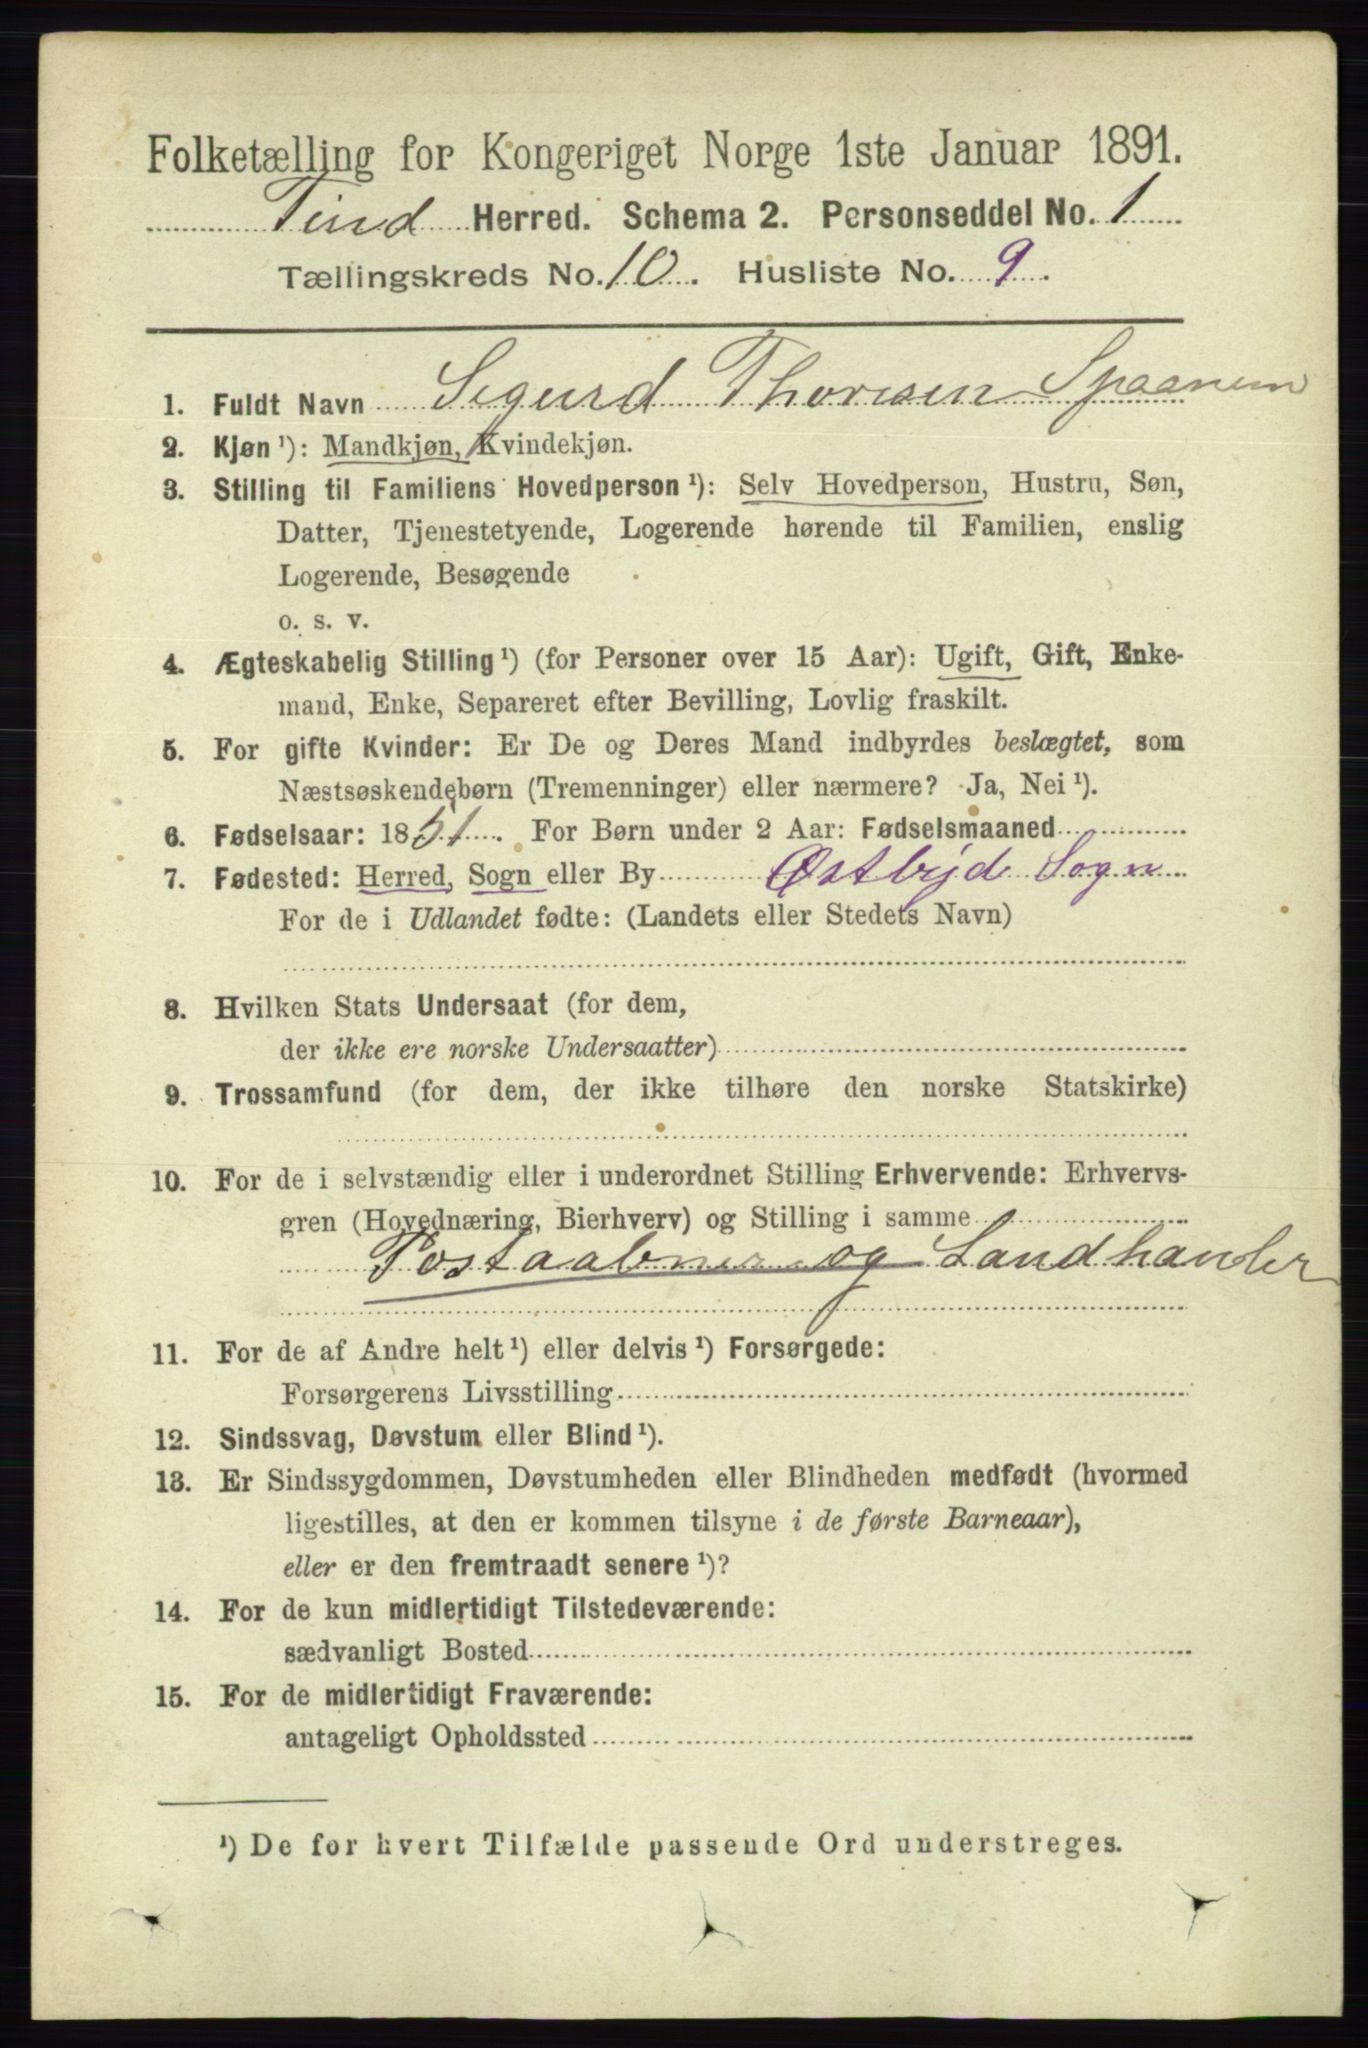 Folketælling for Kongeriget Norge 1ste Januar 1891.
Tind Herred. Schema 2. Personseddel No. 1
Tællingskreds No. 10. Husliste No. 9.
1. Fuldt Navn Sigurd Thoresen Spaanem
2. Kjøn ¹): Mandkjøn, Kvindekjøn.
3. Stilling til Familiens Hovedperson ¹): Selv Hovedperson, Hustru, Søn,
Datter, Tjenestetyende, Logerende hørende til Familien, enslig
Logerende, Besøgende
o. s. v.
4. Ægteskabelig Stilling ¹) (for Personer over 15 Aar): Ugift, Gift, Enke-
mand, Enke, Separeret efter Bevilling, Lovlig fraskilt.
5. For gifte Kvinder: Er De og Deres Mand indbyrdes beslægtet, som
Næstsøskendebørn (Tremenninger) eller nærmere? Ja, Nei ¹).
6. Fødselsaar: 1851. For Børn under 2 Aar: Fødselsmaaned
7. Fødested: Herred, Sogn eller By Østbyd Sogn
For de i Udlandet fødte: (Landets eller Stedets Navn)
8. Hvilken Stats Undersaat (for dem,
der ikke ere norske Undersaatter)
9. Trossamfund (for dem, der ikke tilhøre den norske Statskirke)
10. For de i selvstændig eller i underordnet Stilling Erhvervende: Erhvervs-
gren (Hovednæring, Bierhverv) og Stilling i samme
Postaabner og Landhandler
11. For de af Andre helt ¹) eller delvis ¹) Forsørgede:
Forsørgerens Livsstilling
12. Sindssvag, Døvstum eller Blind ¹).
13. Er Sindssygdommen, Døvstumheden eller Blindheden medfødt (hvormed
ligestilles, at den er kommen tilsyne i de første Barneaar),
eller er den fremtraadt senere ¹)?
14. For de kun midlertidigt Tilstedeværende:
sædvanligt Bosted
15. For de midlertidigt Fraværende:
antageligt Opholdssted
¹) De for hvert Tilfælde passende Ord understreges.